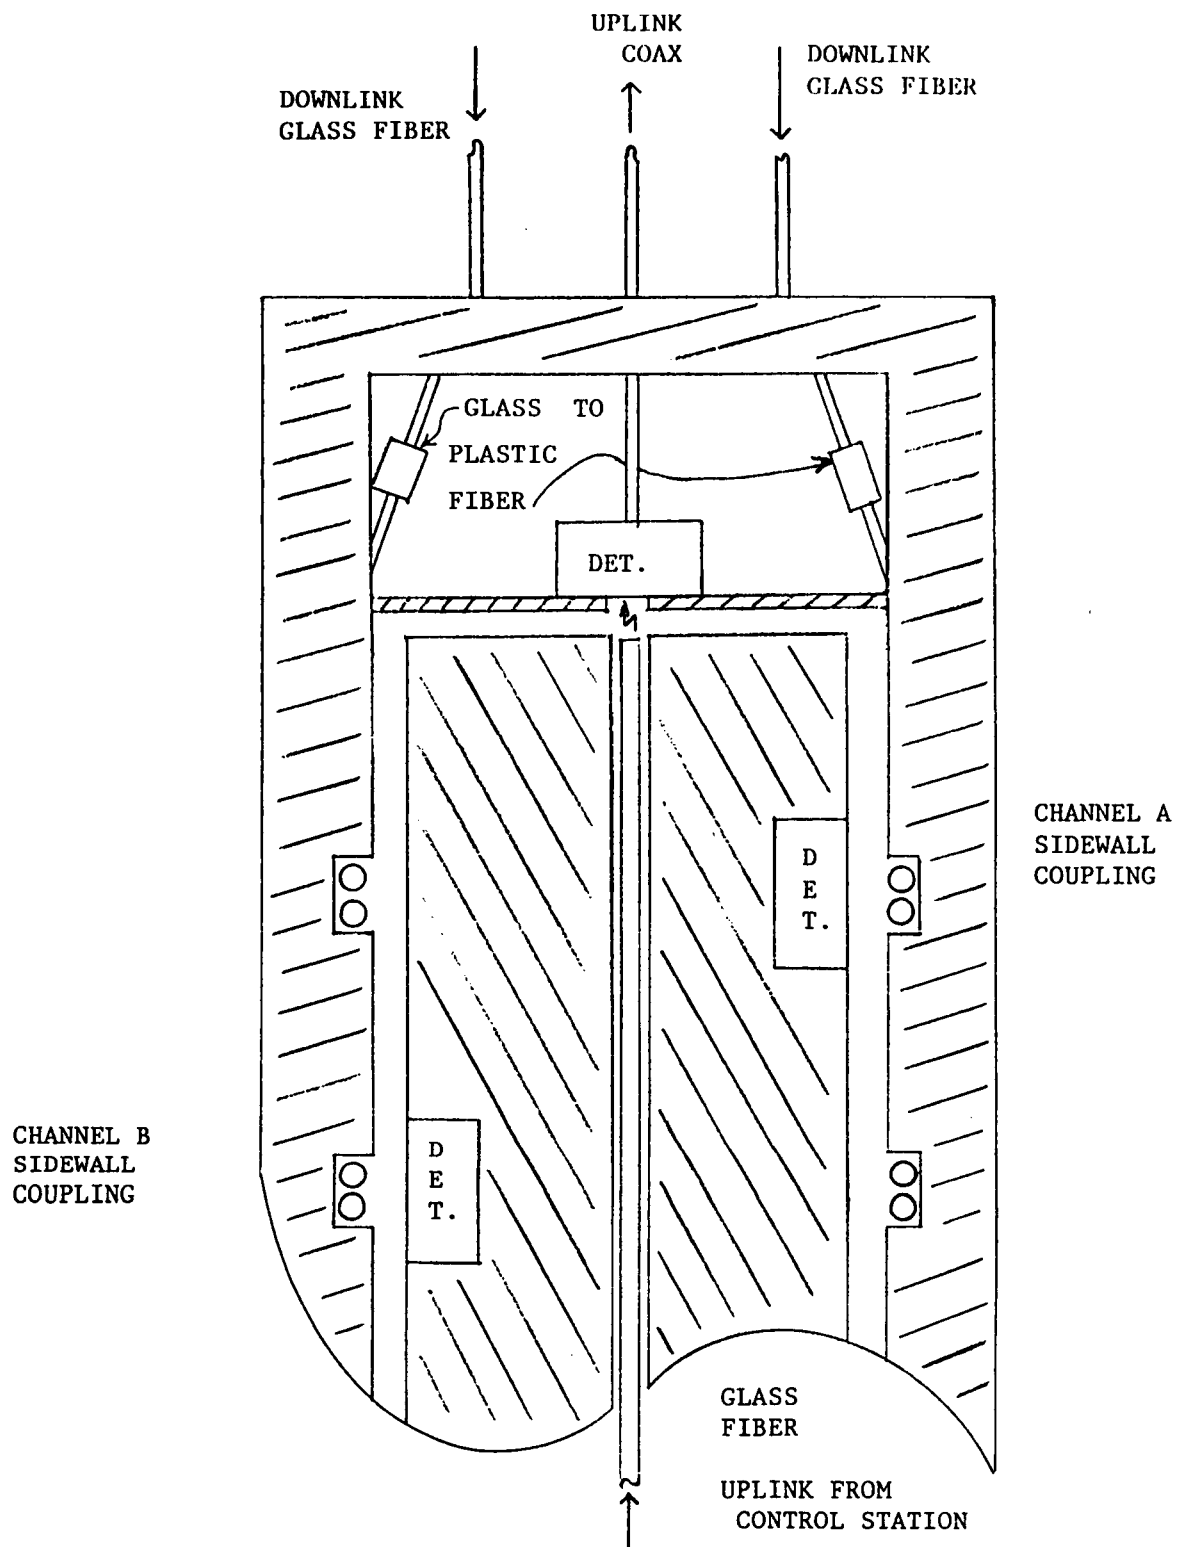 UPLINK
COAX
DOWNLINK
GLASS FIBER
DOWNLINK
GLASS FIBER
GLASS TO
PLASTIC
FIBER
DET.
CHANNEL A
SIDEWALL
COUPLING
D
E
T.
CHANNEL B
SIDEWALL
COUPLING
D
E
T.
GLASS
FIBER
UPLINK FROM
CONTROL STATION